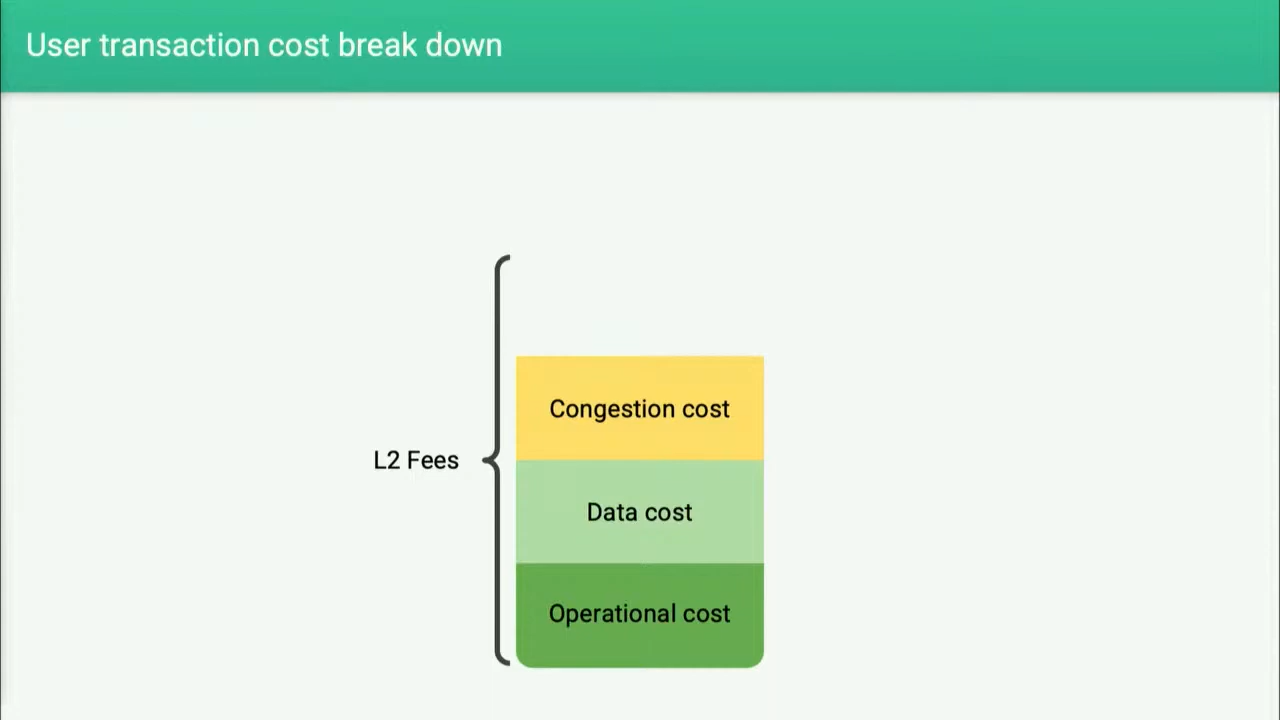 User transaction cost break down
Congestion cost
L2 Fees
Data cost
Operational cost